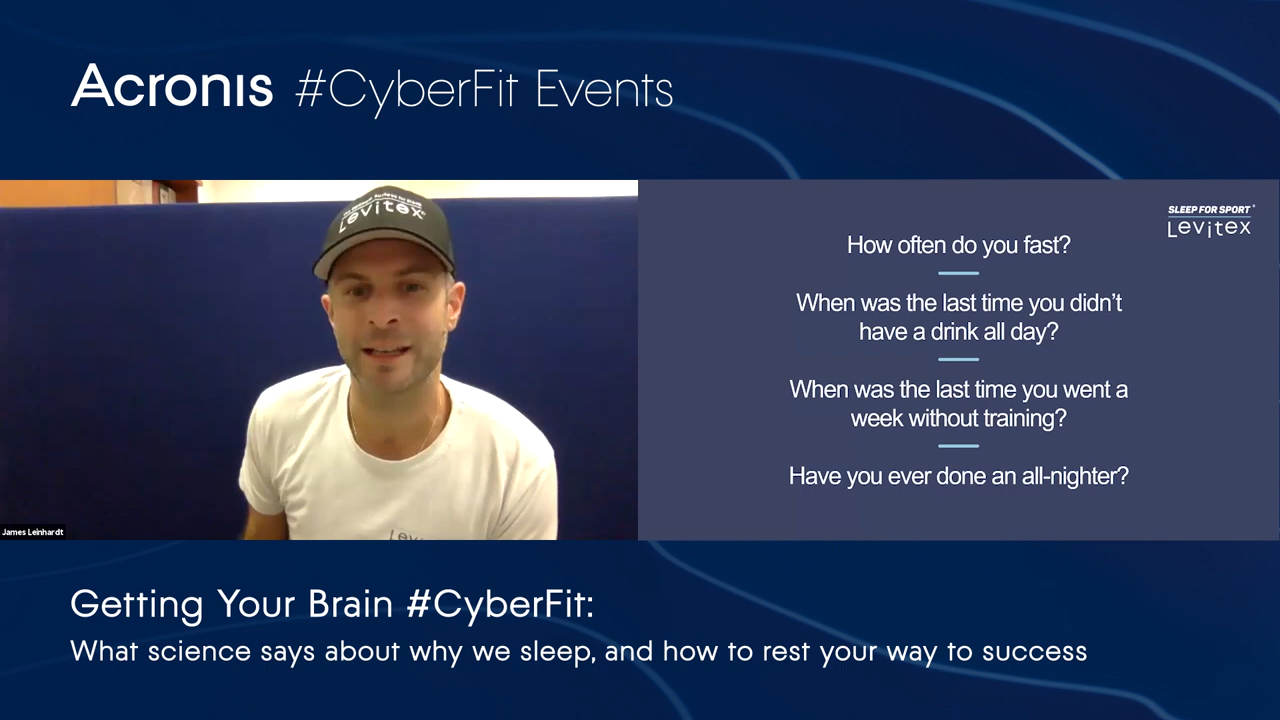 Acronis #CyberFit Events
Levitex
SLEEP FOR SPORT®
Levitex
How often do you fast?
When was the last time you didn't
have a drink all day?
When was the last time you went a
week without training?
Have you ever done an all-nighter?
Lev
James Leinhardt
Getting Your Brain #CyberFit:
What science says about why we sleep, and how to rest your way to success